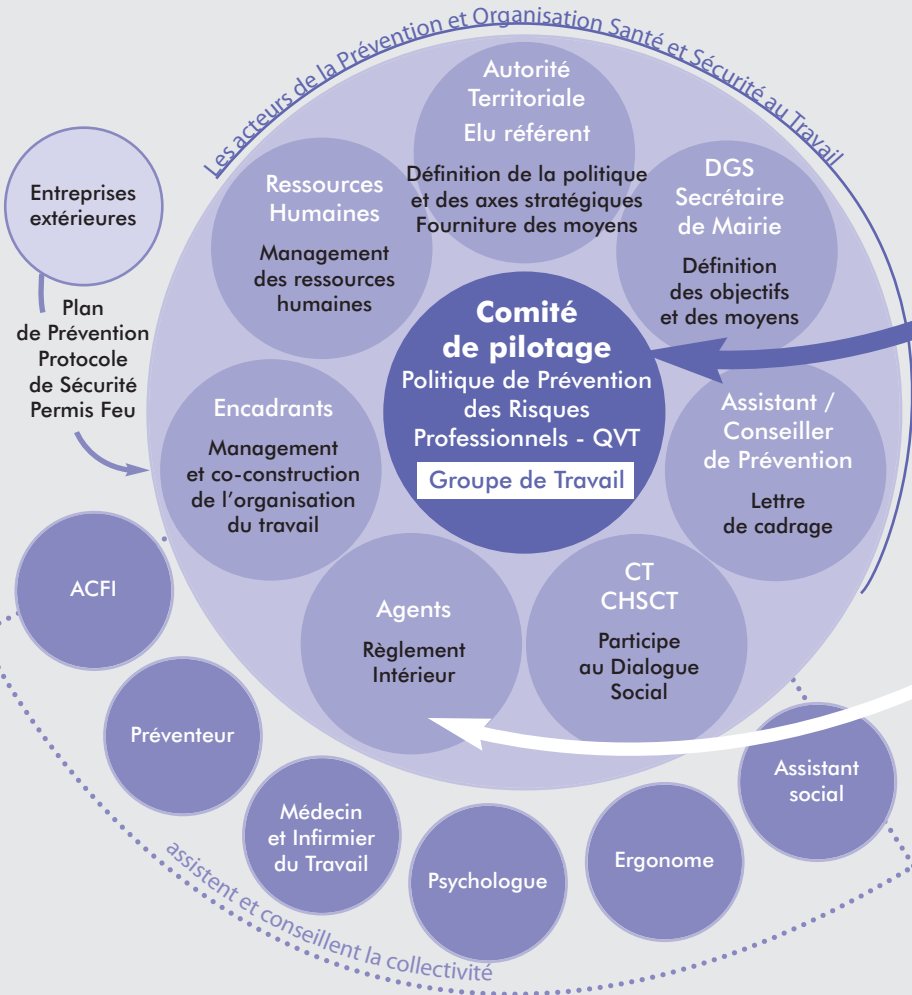 Les acteurs de la Prévention et Organisation Santé et Sécurité au Travail
Autorité
Territoriale
Elu référent
Définition de la politique
et des axes stratégiques
Fourniture des moyens
Ressources
Humaines
Management
des ressources
humaines
DGS
Secrétaire
de Mairie
Définition
des objectifs
et des moyens
Entreprises
extérieures
Plan
de Prévention
Protocole
de Sécurité
Permis Feu
Comité
de pilotage
Politique de Prévention
des Risques
Professionnels - QVT
Groupe de Travail
Encadrants
Management
et co-construction
de l'organisation
du travail
Assistant /
Conseiller
de Prévention
Lettre
de cadrage
Agents
Règlement
Intérieur
CT
CHSCT
Participe
au Dialogue
Social
ACFI
Préventeur
Médecin
et Infirmier
du Travail
Psychologue
Ergonome
Assistant
social
assistent et conseillent la collectivité